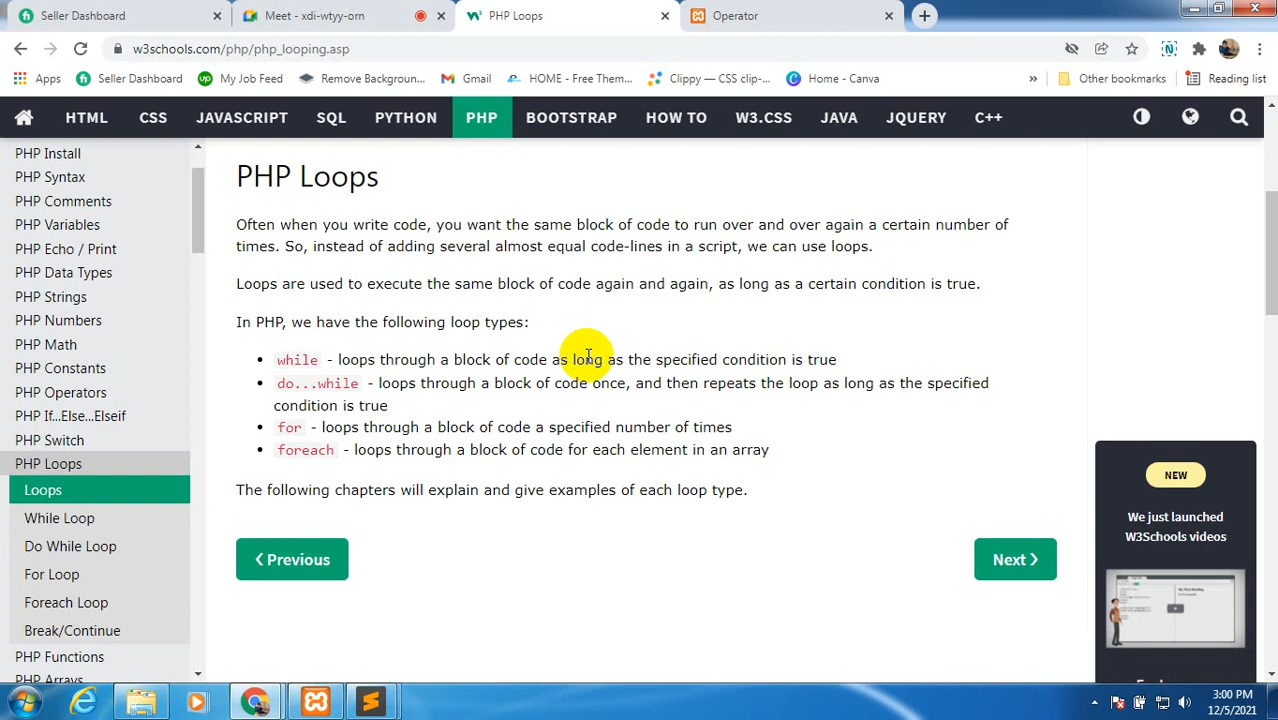 Seller Dashboard
Meet - xdi-wtyy-orn
PHP Loops
Operator
w3schools.com/php/php_looping.asp
Apps
Seller Dashboard
My Job Feed
Remove Backgroun...
Gmail
HOME - Free Them...
Clippy — CSS clip-...
Home - Canva
»
Other bookmarks
Reading list
HTML
CSS
JAVASCRIPT
SQL
PYTHON
PHP
BOOTSTRAP
HOW TO
W3.CSS
JAVA
JQUERY
C++
PHP Install
PHP Syntax
PHP Comments
PHP Variables
PHP Echo / Print
PHP Data Types
PHP Strings
PHP Numbers
PHP Math
PHP Constants
PHP Operators
PHP If...Else...Elseif
PHP Switch
PHP Loops
Loops
While Loop
Do While Loop
For Loop
Foreach Loop
Break/Continue
PHP Functions
PHP Arrays
PHP Loops
Often when you write code, you want the same block of code to run over and over again a certain number of
times. So, instead of adding several almost equal code-lines in a script, we can use loops.
Loops are used to execute the same block of code again and again, as long as a certain condition is true.
In PHP, we have the following loop types:
• while - loops through a block of code as long as the specified condition is true
• do...while - loops through a block of code once, and then repeats the loop as long as the specified
condition is true
• for - loops through a block of code a specified number of times
• foreach - loops through a block of code for each element in an array
The following chapters will explain and give examples of each loop type.
❮ Previous
Next ❯
NEW
We just launched
W3Schools videos
3:00 PM
12/5/2021